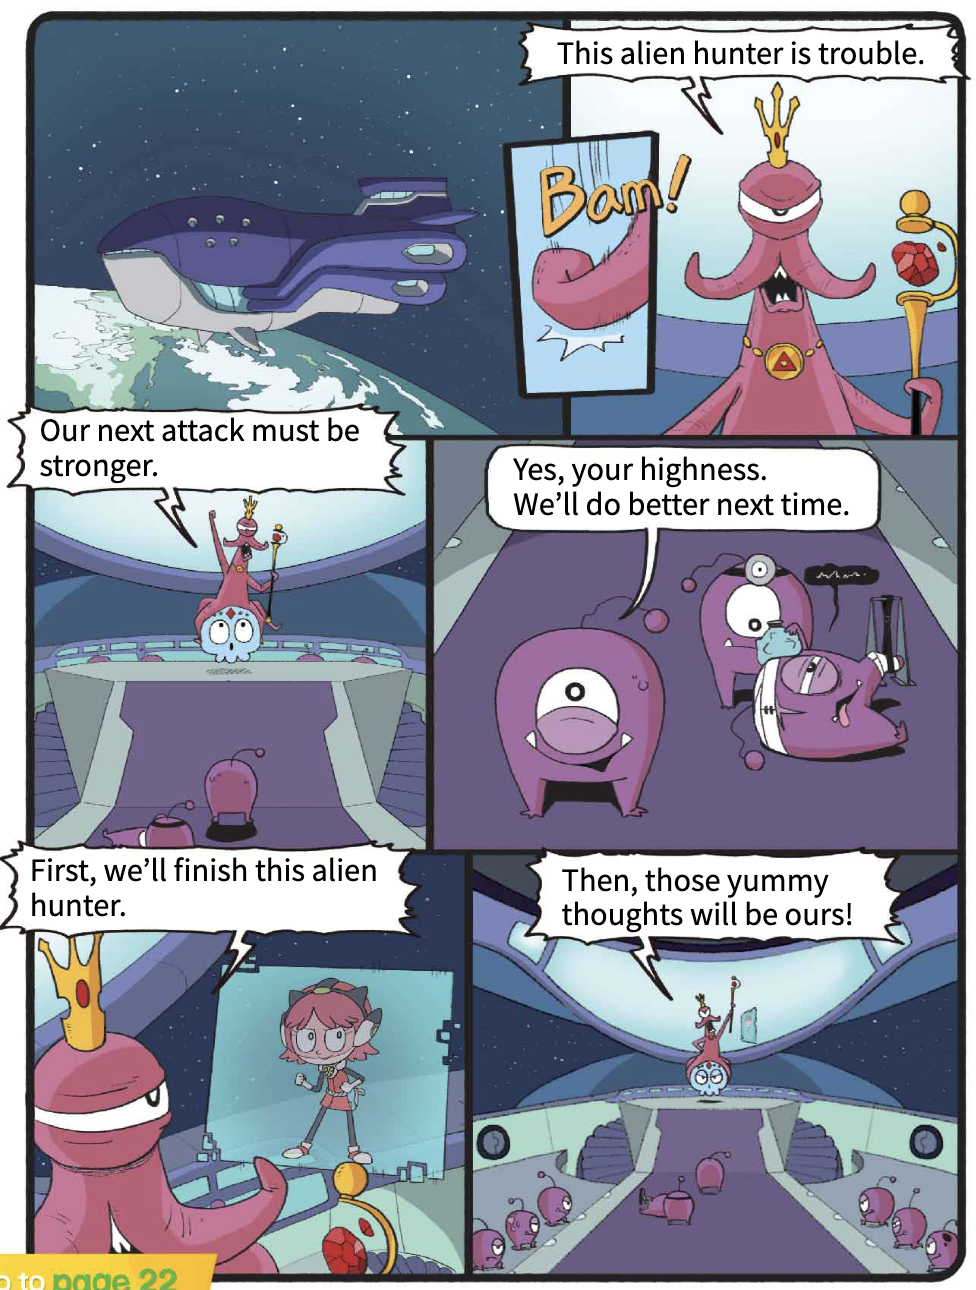 This alien hunter is trouble.
Bam!
Our next attack must be
stronger.
Yes, your highness.
We'll do better next time.
First, we'll finish this alien
hunter.
Then, those yummy
thoughts will be ours!
to page 22